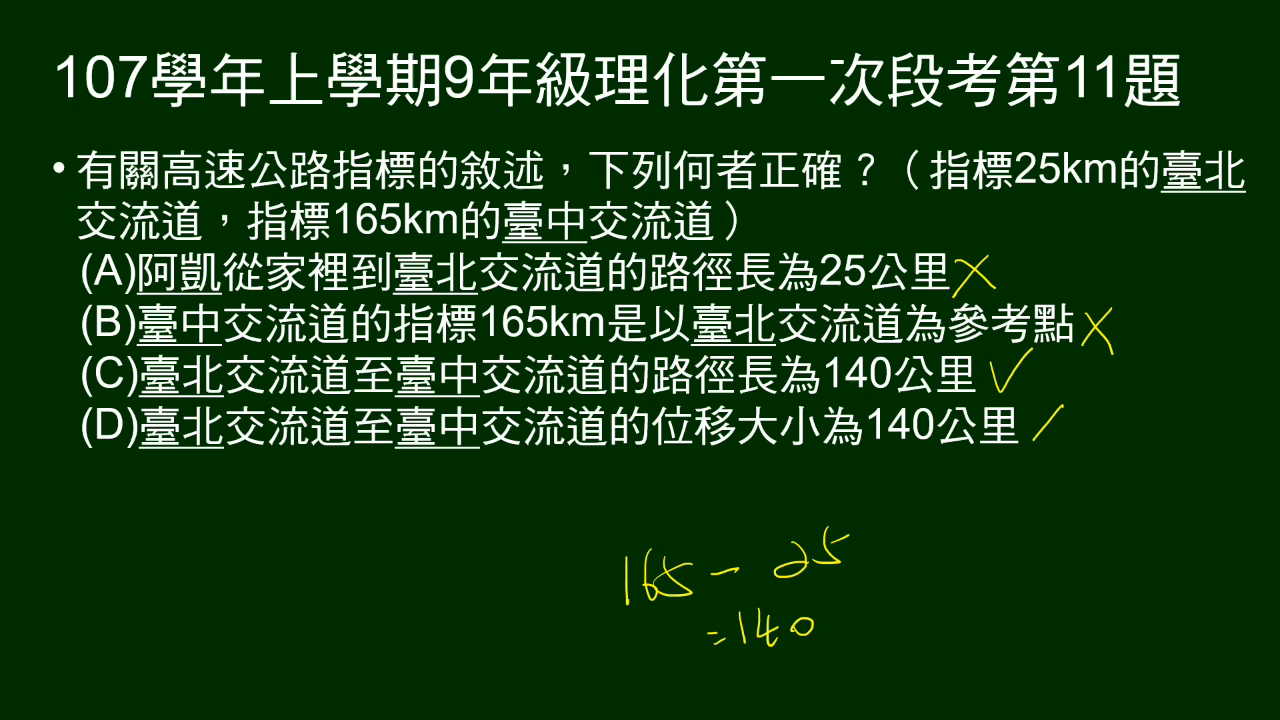 107學年上學期9年級理化第一次段考第11題
•有關高速公路指標的敘述，下列何者正確？（指標25km的臺北
交流道，指標165km的臺中交流道）
(A)阿凱從家裡到臺北交流道的路徑長為25公里
(B)臺中交流道的指標165km是以臺北交流道為參考點
(C)臺北交流道至臺中交流道的路徑長為140公里
(D)臺北交流道至臺中交流道的位移大小為140公里
165-25
=140